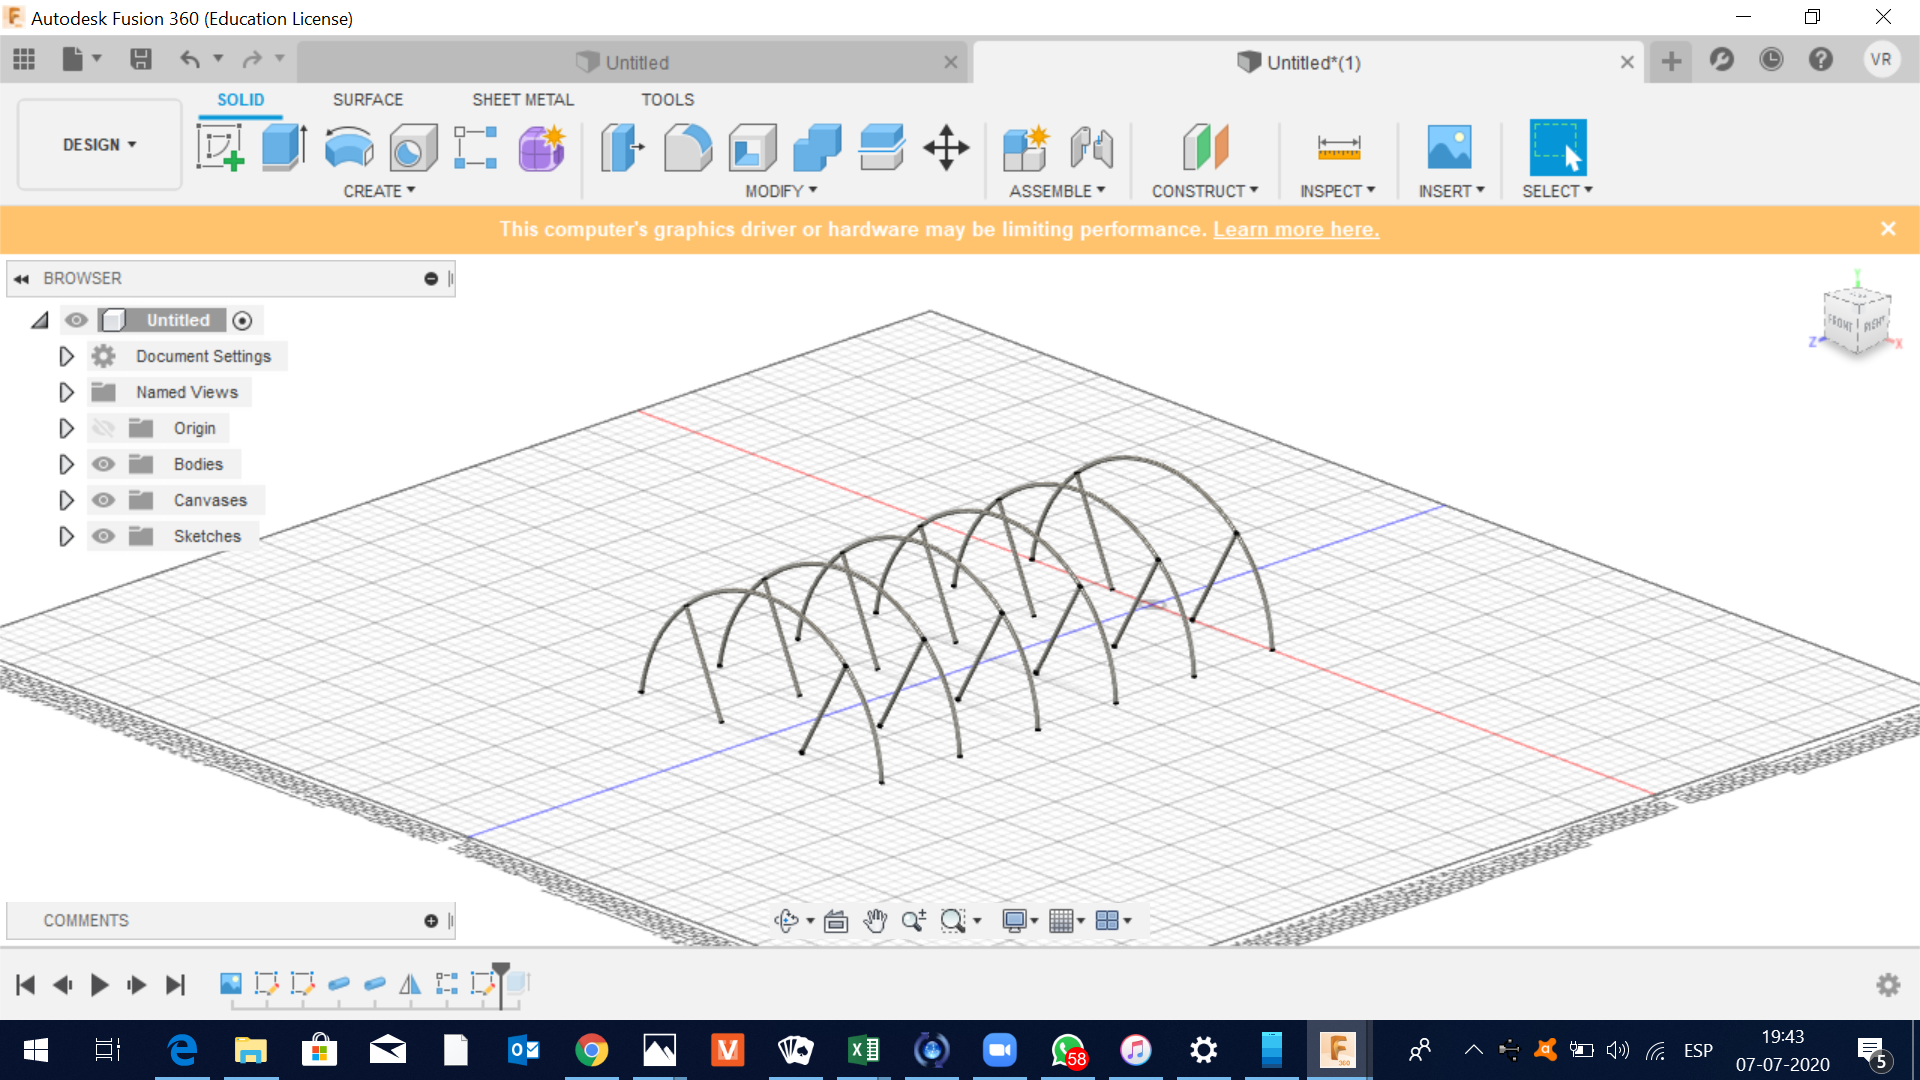 Autodesk Fusion 360 (Education License)
Untitled
Untitled*(1)
VR
SOLID SURFACE SHEET METAL TOOLS
DESIGN
CREATE MODIFY ASSEMBLE CONSTRUCT INSPECT INSERT SELECT
This computer's graphics driver or hardware may be limiting performance. Learn more here.
BROWSER
Untitled
Document Settings
Named Views
Origin
Bodies
Canvases
Sketches
Y
FRONT RIGHT
Z X
COMMENTS
58
ESP
19:43
07-07-2020
5